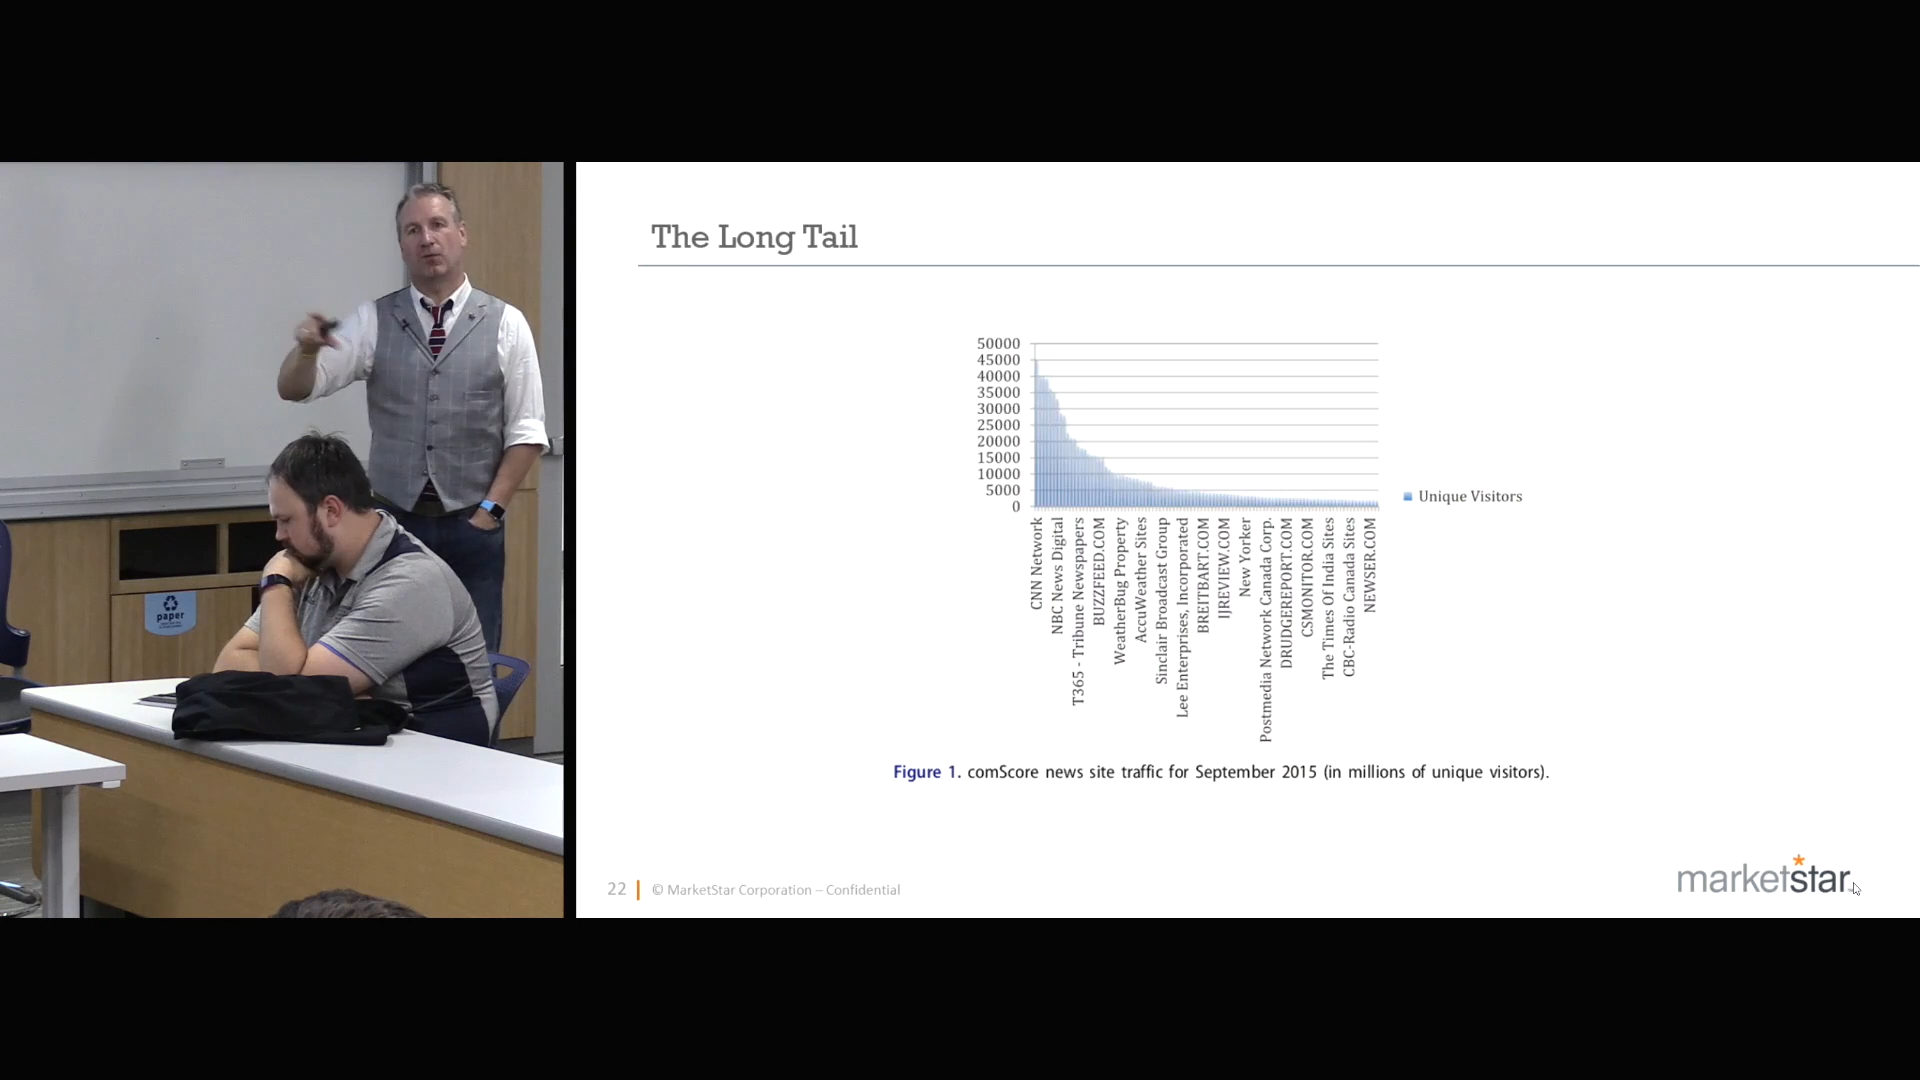 The Long Tail
50000
45000
40000
35000
30000
25000
20000
15000
10000
5000
0
Unique Visitors
CNN Network
NBC News Digital
T365 - Tribune Newspapers
BUZZFEED.COM
WeatherBug Property
AccuWeather Sites
Sinclair Broadcast Group
Lee Enterprises, Incorporated
BREITBART.COM
IJREVIEW.COM
New Yorker
Postmedia Network Canada Corp.
DRUDGEREPORT.COM
CSMONITOR.COM
The Times Of India Sites
CBC-Radio Canada Sites
NEWSER.COM
Figure 1. comScore news site traffic for September 2015 (in millions of unique visitors).
22
© MarketStar Corporation – Confidential
marketstar
paper